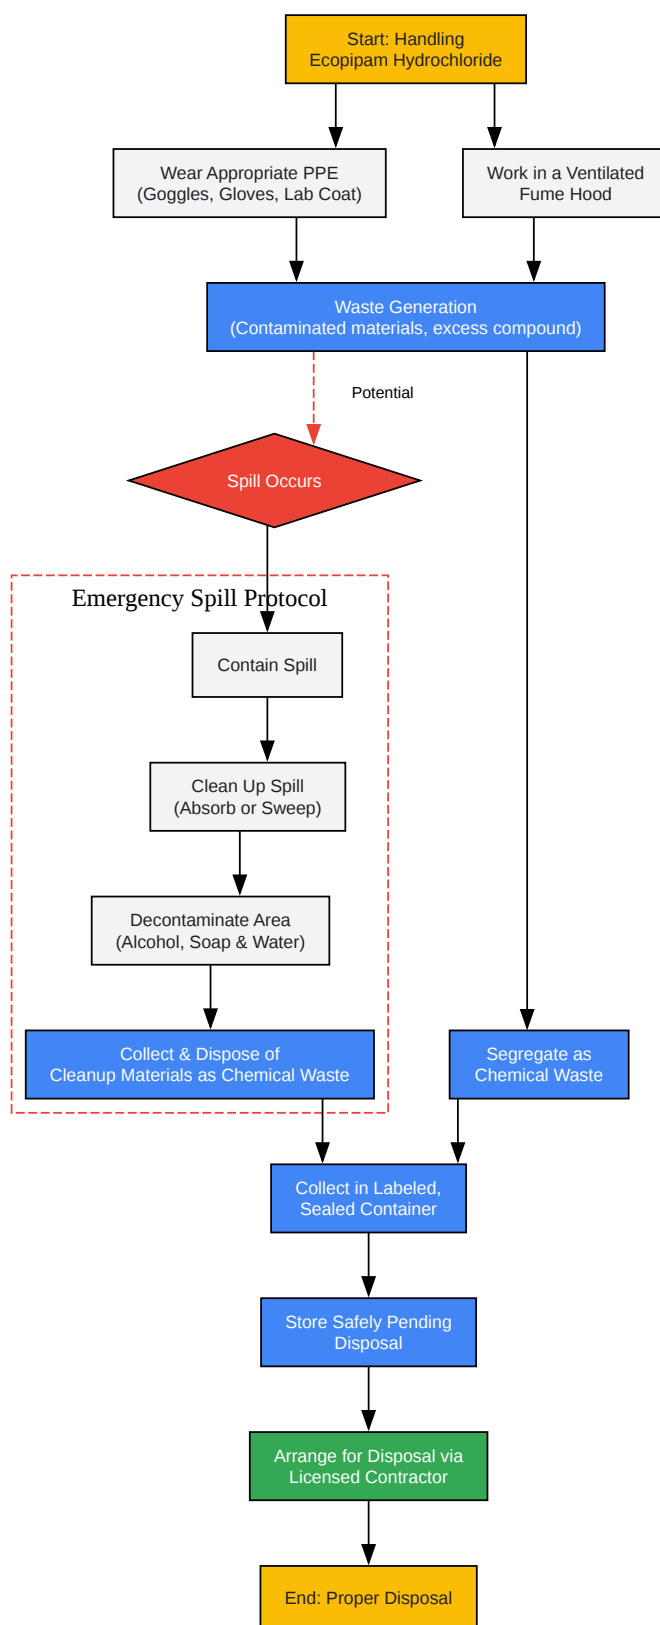 Start: Handling
Ecopipam Hydrochloride
Wear Appropriate PPE
(Goggles, Gloves, Lab Coat)
Work in a Ventilated
Fume Hood
Waste Generation
(Contaminated materials, excess compound)
Potential
Spill Occurs
Emergency Spill Protocol
Contain Spill
Clean Up Spill
(Absorb or Sweep)
Decontaminate Area
(Alcohol, Soap & Water)
Collect & Dispose of
Cleanup Materials as Chemical Waste
Segregate as
Chemical Waste
Collect in Labeled,
Sealed Container
Store Safely Pending
Disposal
Arrange for Disposal via
Licensed Contractor
End: Proper Disposal